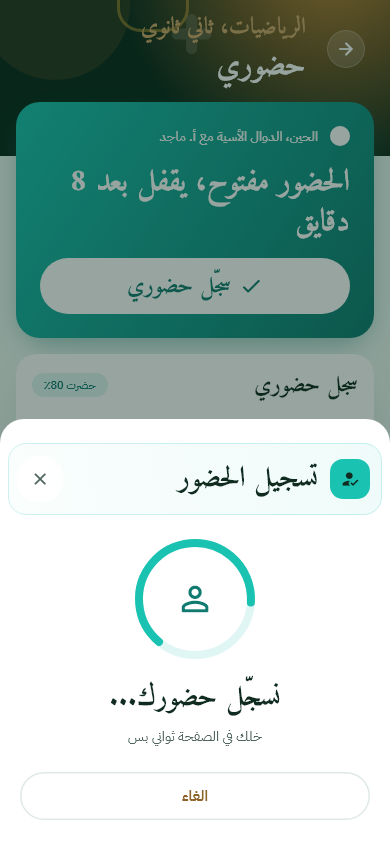 الرياضيات، ثاني ثانوي
حضوري
الحين، الدوال الأسية مع أ. ماجد
الحضور مفتوح، يقفل بعد 8
دقايق
سجّل حضوري
سجل حضوري
حضرت 80٪
تسجيل الحضور
نسجّل حضورك...
خلك في الصفحة ثواني بس
الغاء